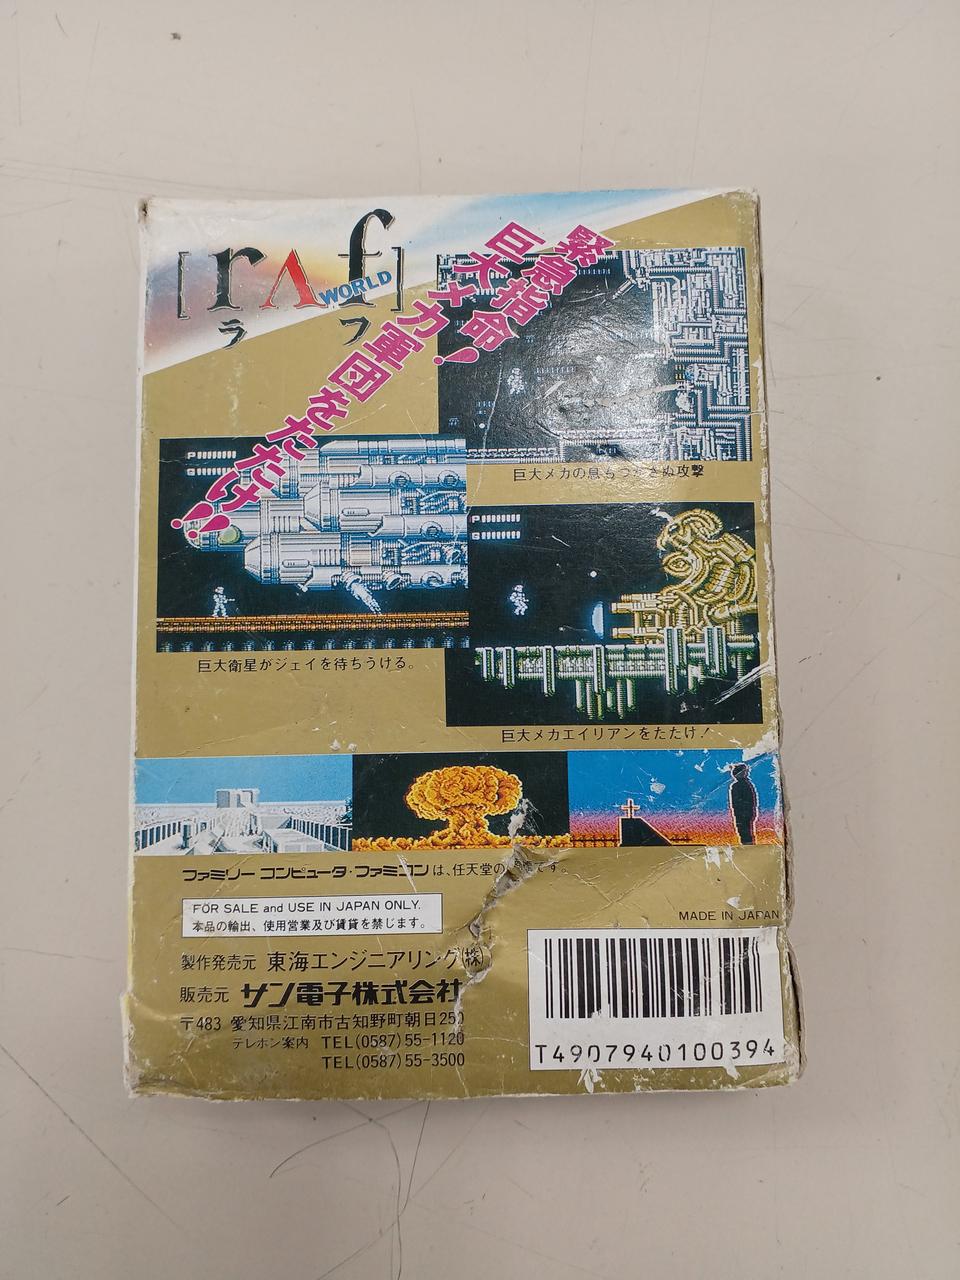 [rΛf]
WORLD
ラフ
緊急指命!
巨大メカ軍団をたたけ!!
巨大メカの息もつかさぬ攻撃
P
G
P
G
巨大衛星がジェイを待ちうける。
巨大メカエイリアンをたたけ!
ファミリーコンピュータ・ファミコンは、任天堂の商標です。
FOR SALE and USE IN JAPAN ONLY.
本品の輸出、使用営業及び賃貸を禁じます。
MADE IN JAPAN
製作発売元 東海エンジニアリング(株)
販売元 サン電子株式会社
〒483 愛知県江南市古知野町朝日250
テレホン案内 TEL(0587)55-1120
TEL(0587)55-3500
T4907940100394